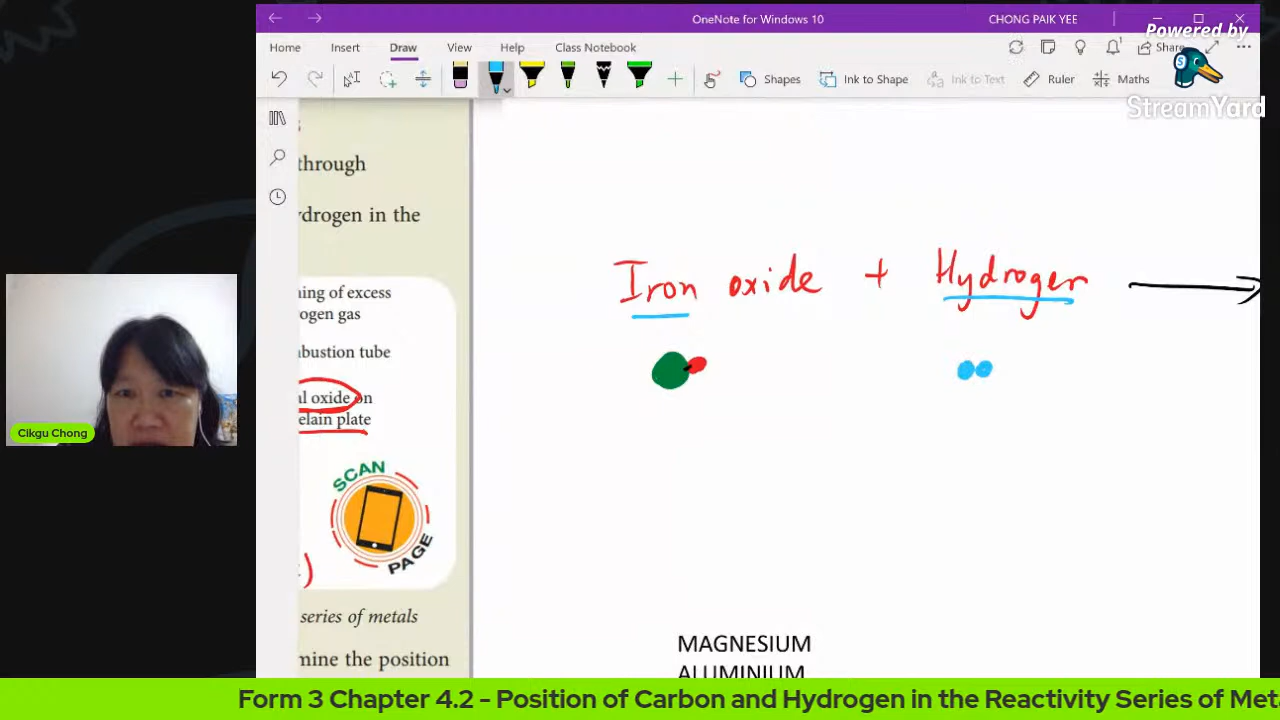 OneNote for Windows 10
CHONG PAIK YEE
Powered by
StreamYard
Home Insert Draw View Help Class Notebook Share
Shapes Ink to Shape Ink to Text Ruler Maths
through
drogen in the
ning of excess
ogen gas
bustion tube
al oxide on
elain plate
SCAN
PAGE
series of metals
mine the position
Iron oxide + Hydrogen
MAGNESIUM
ALUMINIUM
Cikgu Chong
Form 3 Chapter 4.2 - Position of Carbon and Hydrogen in the Reactivity Series of Met